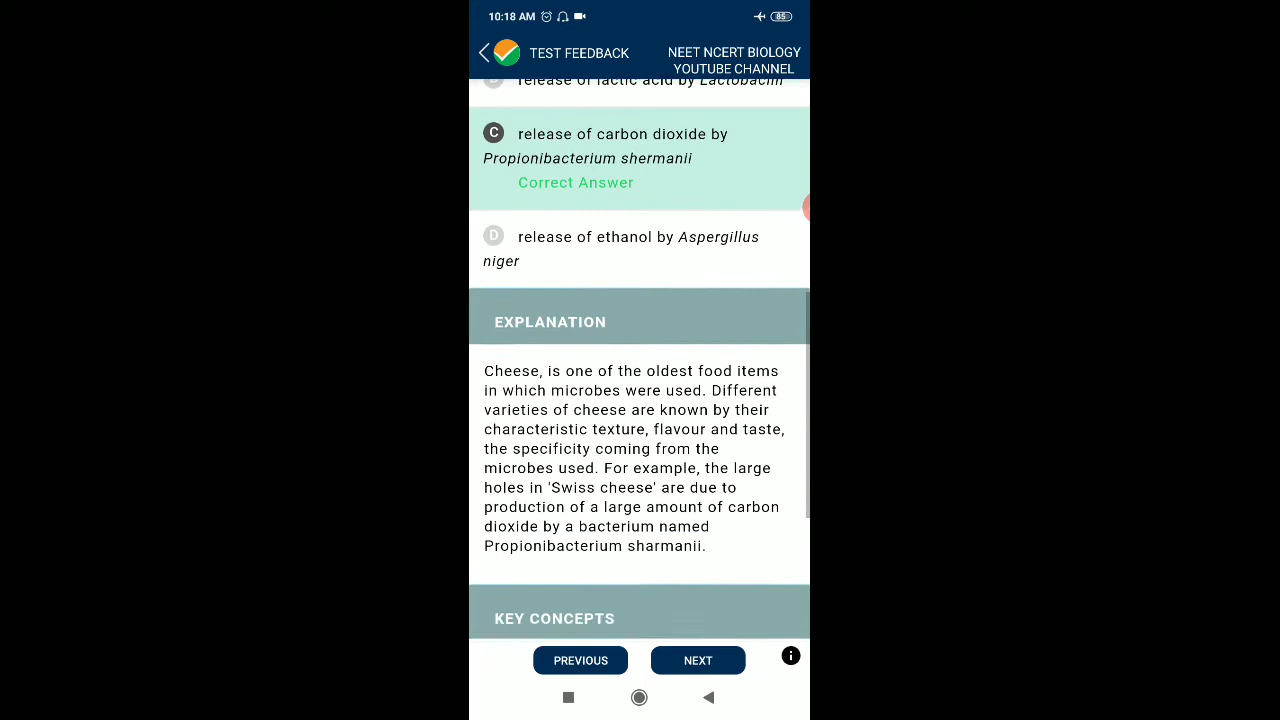 10:18 AM
85
TEST FEEDBACK
NEET NCERT BIOLOGY
YOUTUBE CHANNEL
release of lactic acid by Lactobacilli
C release of carbon dioxide by
Propionibacterium shermanii
Correct Answer
D release of ethanol by Aspergillus
niger
EXPLANATION
Cheese, is one of the oldest food items
in which microbes were used. Different
varieties of cheese are known by their
characteristic texture, flavour and taste,
the specificity coming from the
microbes used. For example, the large
holes in 'Swiss cheese' are due to
production of a large amount of carbon
dioxide by a bacterium named
Propionibacterium sharmanii.
KEY CONCEPTS
PREVIOUS
NEXT